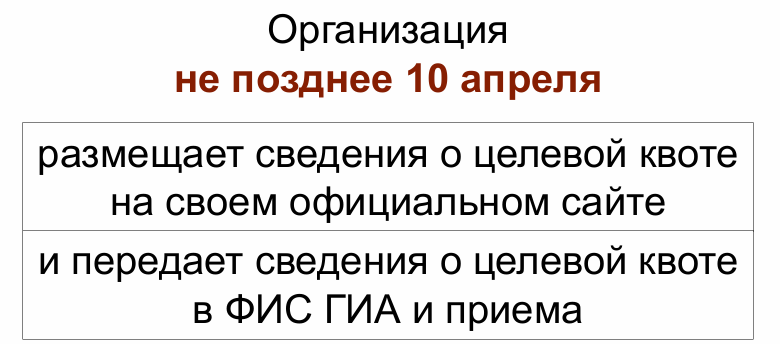 Организация
не позднее 10 апреля
размещает сведения о целевой квоте
на своем официальном сайте
и передает сведения о целевой квоте
в ФИС ГИА и приема